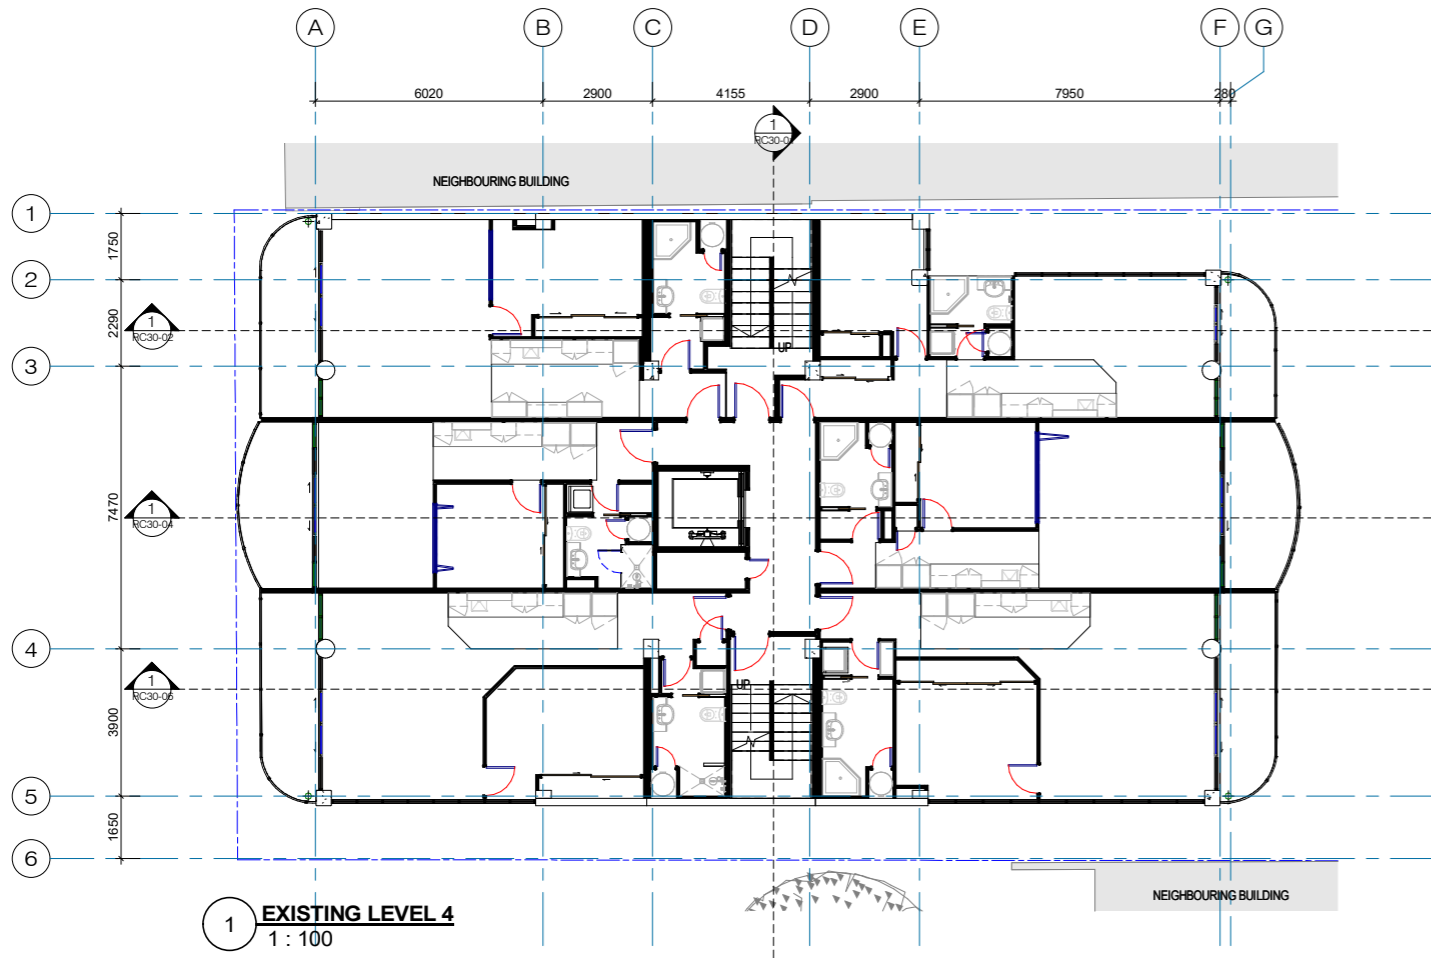 A B C D E F G
6020 2900 4155 2900 7950 280
1
RC30-01
NEIGHBOURING BUILDING
1
1750
2
2290
1
RC30-02
3
UP
7470
1
RC30-04
4
1
RC30-06
UP
3900
5
1650
6
NEIGHBOURING BUILDING
1 EXISTING LEVEL 4
1 : 100